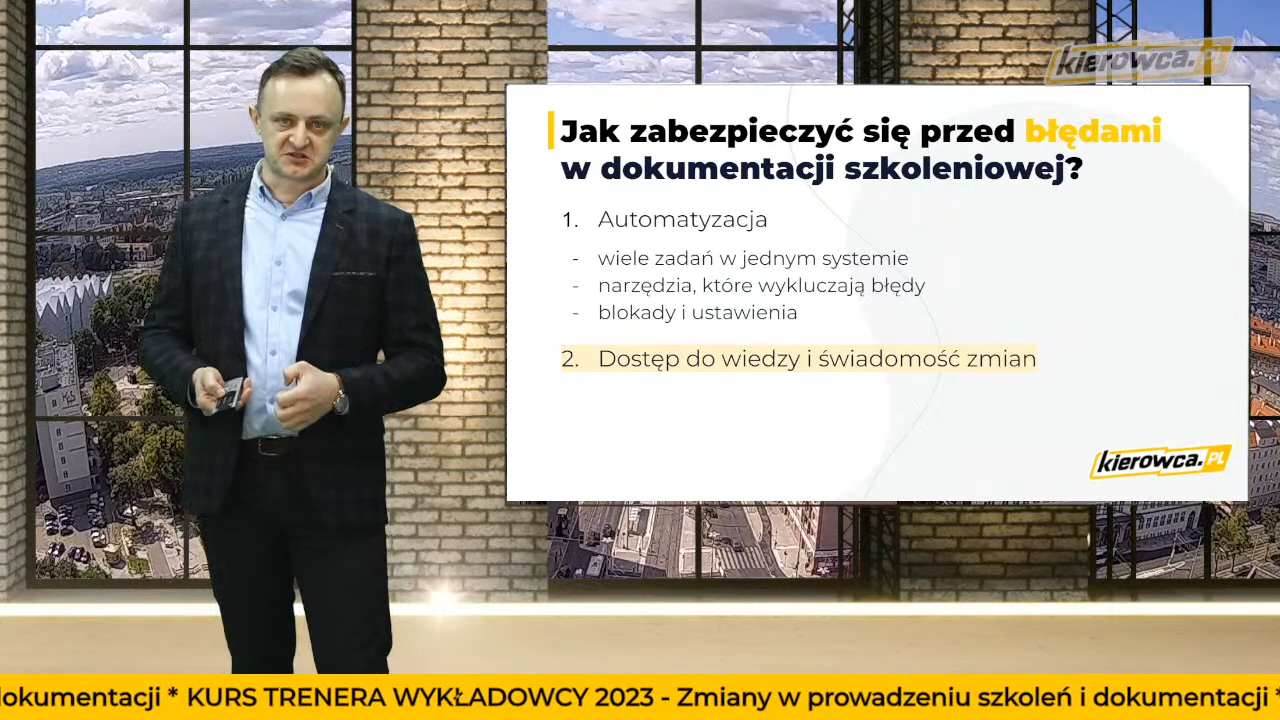 kierowca.PL
Jak zabezpieczyć się przed błędami
w dokumentacji szkoleniowej?
1. Automatyzacja
- wiele zadań w jednym systemie
- narzędzia, które wykluczają błędy
- blokady i ustawienia
2. Dostęp do wiedzy i świadomość zmian
kierowca.PL
dokumentacji * KURS TRENERA WYKŁADOWCY 2023 - Zmiany w prowadzeniu szkoleń i dokumentacji *